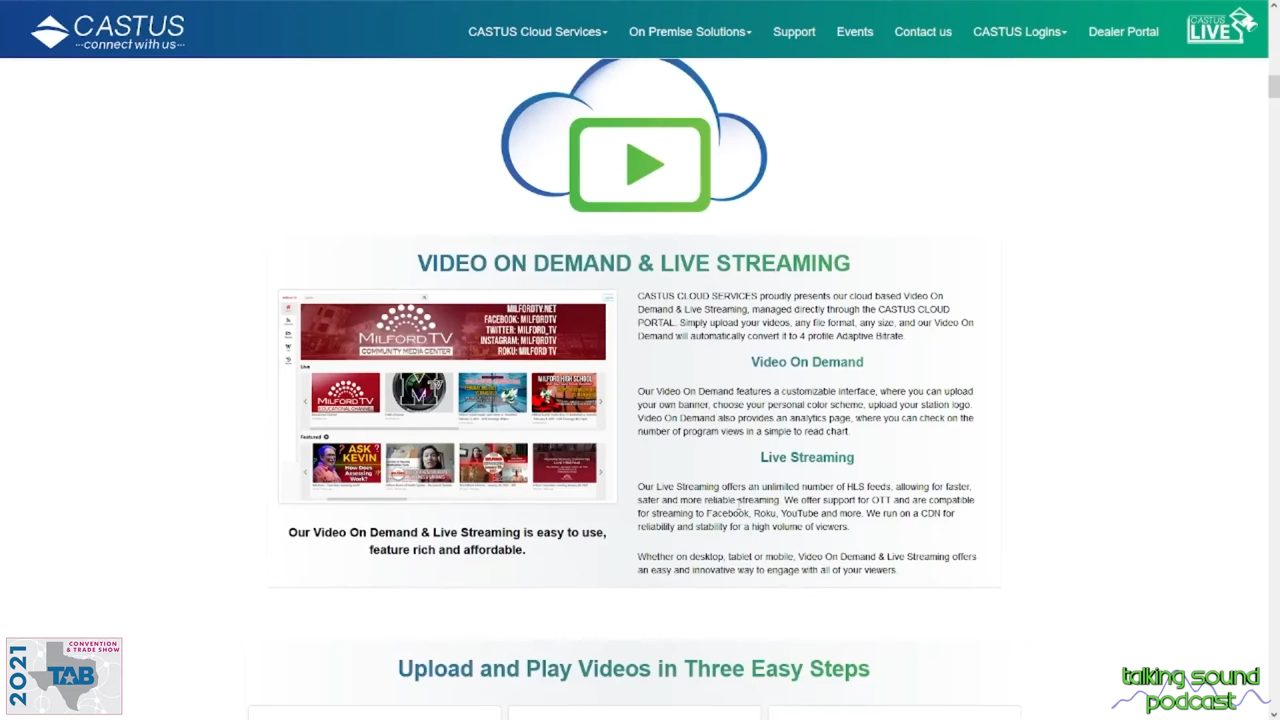 CASTUS
...connect with us...
CASTUS Cloud Services
On Premise Solutions
Support
Events
Contact us
CASTUS Logins
Dealer Portal
CASTUS
LIVE
VIDEO ON DEMAND & LIVE STREAMING
MILFORDTV.NET
FACEBOOK: MILFORDTV
TWITTER: MILFORD_TV
INSTAGRAM: MILFORDTV
ROKU: MILFORD TV
MILFORD TV
COMMUNITY MEDIA CENTER
Live
MILFORD TV
EDUCATIONAL CHANNEL
MILFORD HIGH SCHOOL
Featured
ASK KEVIN
How Does Assessing Work?
Our Video On Demand & Live Streaming is easy to use,
feature rich and affordable.
CASTUS CLOUD SERVICES proudly presents our cloud based Video On
Demand & Live Streaming, managed directly through the CASTUS CLOUD
PORTAL. Simply upload your videos, any file format, any size, and our Video On
Demand will automatically convert it to 4 profile Adaptive Bitrate.
Video On Demand
Our Video On Demand features a customizable interface, where you can upload
your own banner, choose your personal color scheme, upload your station logo.
Video On Demand also provides an analytics page, where you can check on the
number of program views in a simple to read chart.
Live Streaming
Our Live Streaming offers an unlimited number of HLS feeds, allowing for faster,
safer and more reliable streaming. We offer support for OTT and are compatible
for streaming to Facebook, Roku, YouTube and more. We run on a CDN for
reliability and stability for a high volume of viewers.
Whether on desktop, tablet or mobile, Video On Demand & Live Streaming offers
an easy and innovative way to engage with all of your viewers.
Upload and Play Videos in Three Easy Steps
2021
CONVENTION
& TRADE SHOW
TAB
talking sound
podcast